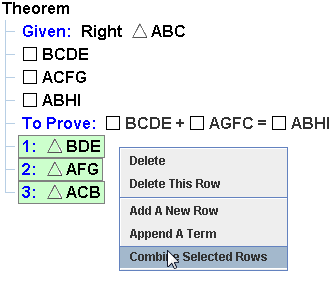 Theorem
Given: Right △ ABC
□ BCDE
□ ACFG
□ ABHI
To Prove: □ BCDE + □ AGFC = □ ABHI
1: △ BDE
2: △ AFG
3: △ ACB
Delete
Delete This Row
Add A New Row
Append A Term
Combine Selected Rows